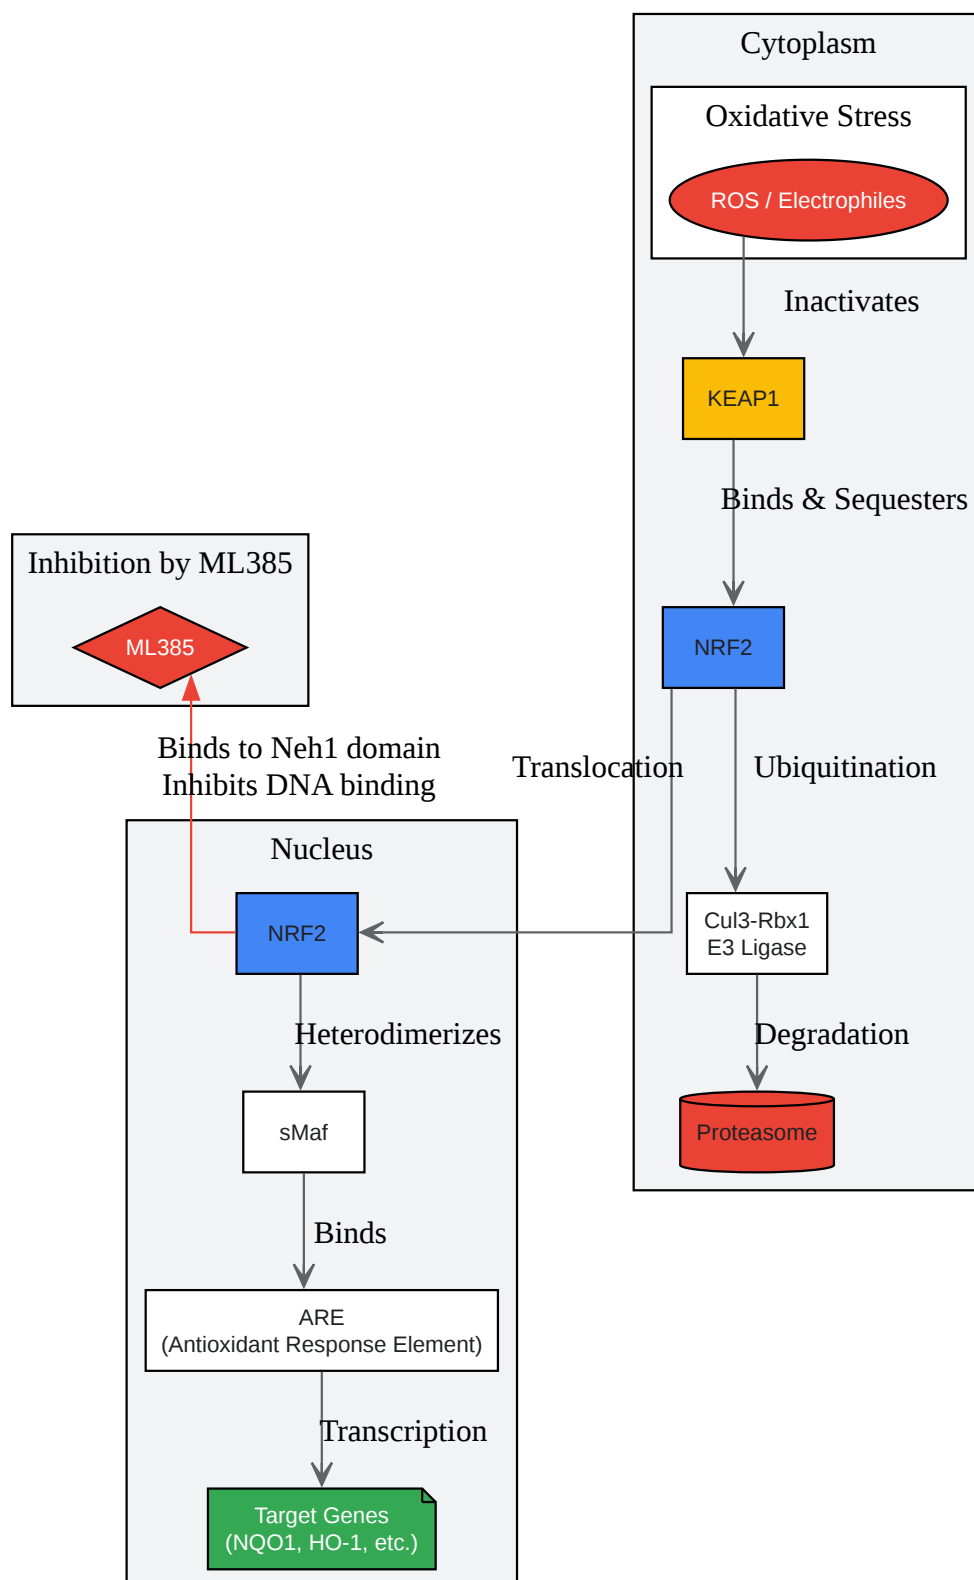 Cytoplasm
Oxidative Stress
ROS / Electrophiles
Inactivates
KEAP1
Binds & Sequesters
Inhibition by ML385
ML385
NRF2
Binds to Neh1 domain
Inhibits DNA binding
Translocation
Ubiquitination
Nucleus
NRF2
Cul3-Rbx1
E3 Ligase
Heterodimerizes
Degradation
sMaf
Proteasome
Binds
ARE
(Antioxidant Response Element)
Transcription
Target Genes
(NQO1, HO-1, etc.)